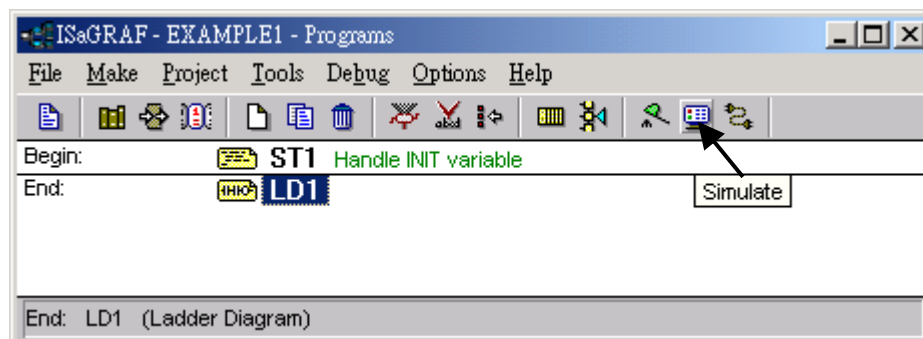 ISaGRAF - EXAMPLE1 - Programs
File Make Project Tools Debug Options Help
Begin: ST1 Handle INIT variable
End: LD1
Simulate
End: LD1 (Ladder Diagram)